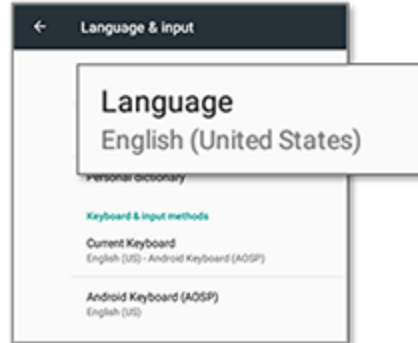 Language & input
Language
English (United States)
Personal dictionary
Keyboard & input methods
Current Keyboard
English (US) - Android Keyboard (AOSP)
Android Keyboard (AOSP)
English (US)